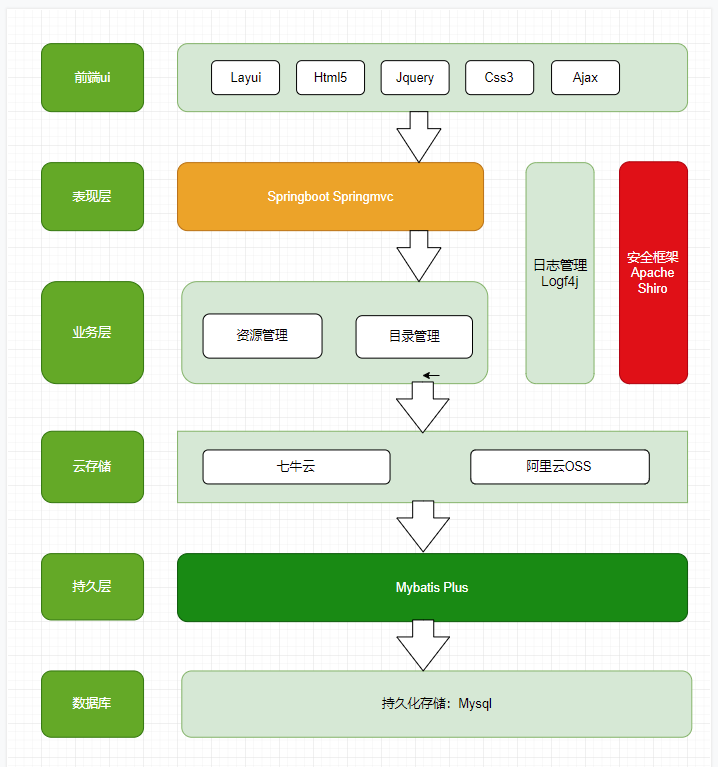 前端ui
Layui
Html5
Jquery
Css3
Ajax
表现层
Springboot Springmvc
日志管理
Logf4j
安全框架
Apache
Shiro
业务层
资源管理
目录管理
云存储
七牛云
阿里云OSS
持久层
Mybatis Plus
数据库
持久化存储：Mysql